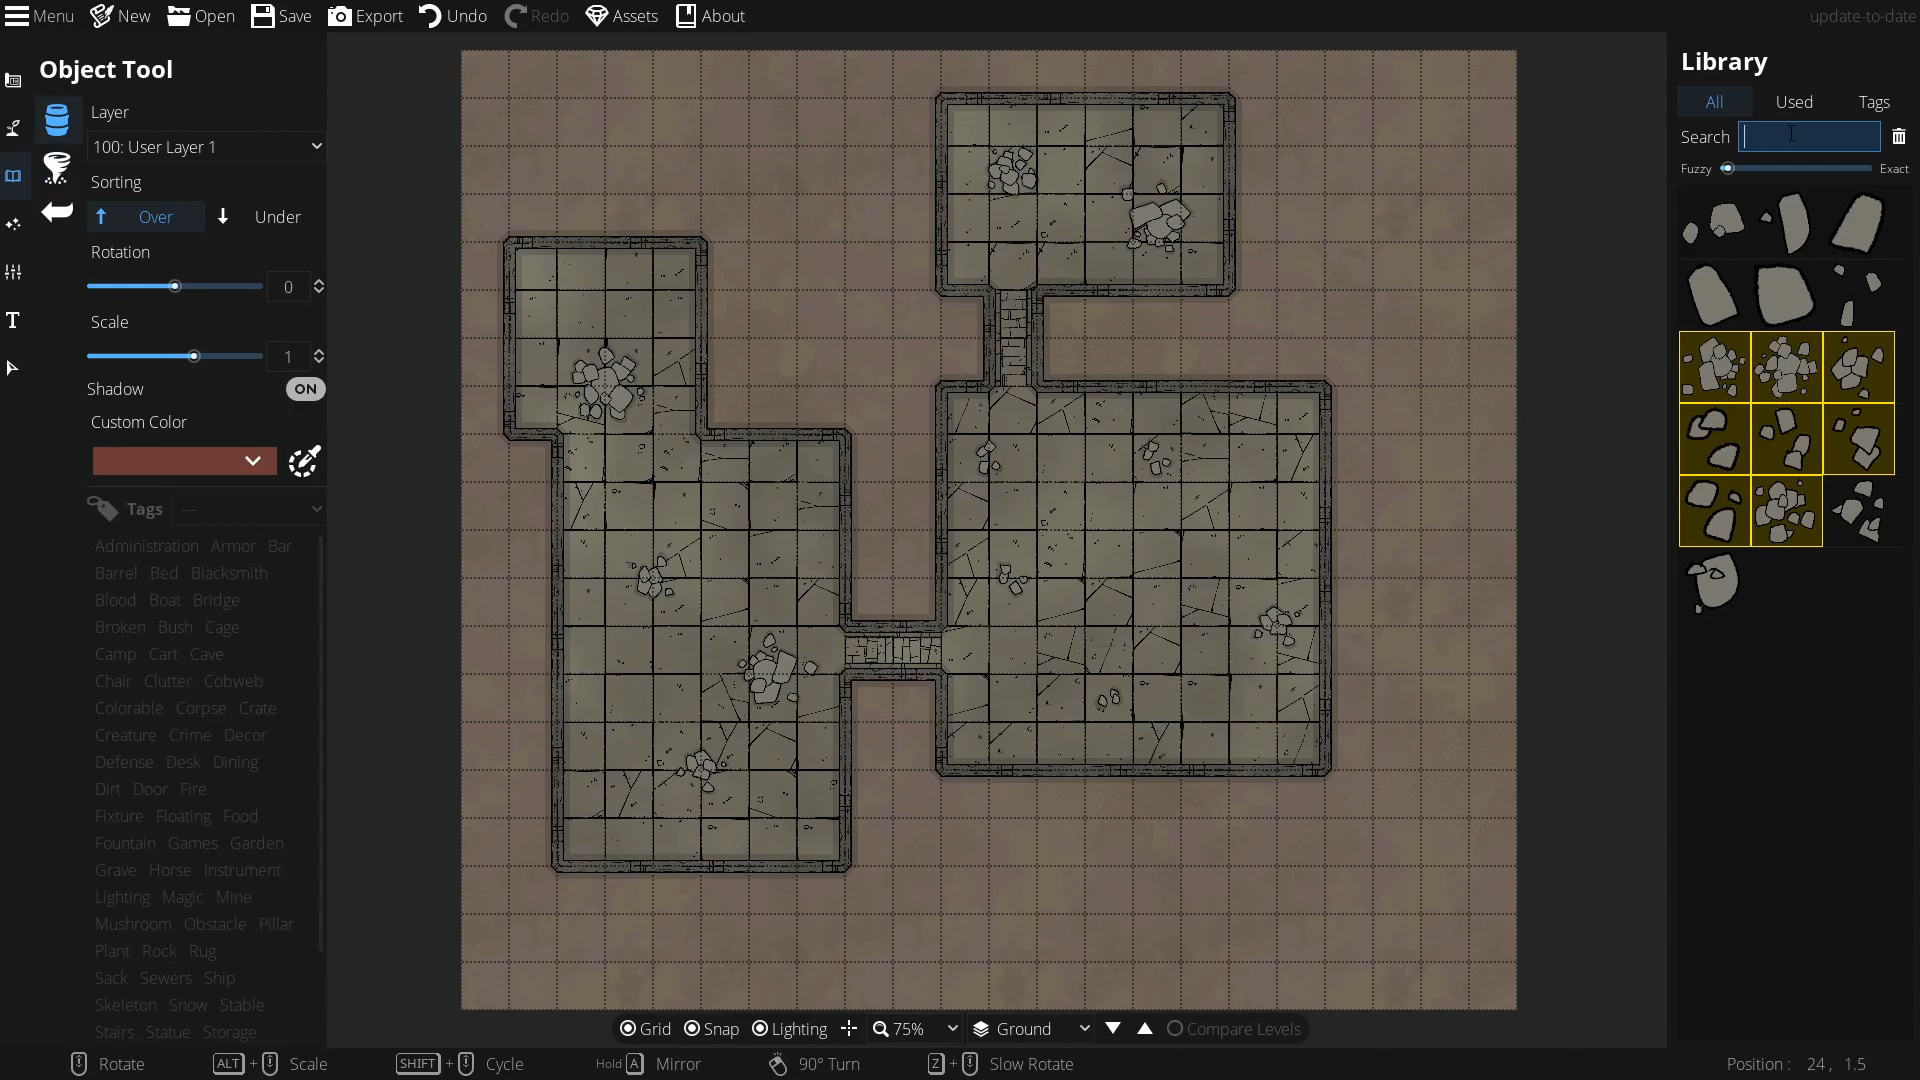 Menu New Open Save Export Undo Redo Assets About update-to-date
Object Tool
Layer
100: User Layer 1
Sorting
Over Under
Rotation
0
Scale
1
Shadow ON
Custom Color
Tags ---
Administration Armor Bar
Barrel Bed Blacksmith
Blood Boat Bridge
Broken Bush Cage
Camp Cart Cave
Chair Clutter Cobweb
Colorable Corpse Crate
Creature Crime Decor
Defense Desk Dining
Dirt Door Fire
Fixture Floating Food
Fountain Games Garden
Grave Horse Instrument
Lighting Magic Mine
Mushroom Obstacle Pillar
Plant Rock Rug
Sack Sewers Ship
Skeleton Snow Stable
Stairs Statue Storage
Library
All Used Tags
Search
Fuzzy Exact
Grid Snap Lighting 75% Ground Compare Levels
Rotate ALT + Scale SHIFT + Cycle Hold A Mirror 90° Turn Z + Slow Rotate Position : 24 , 1.5